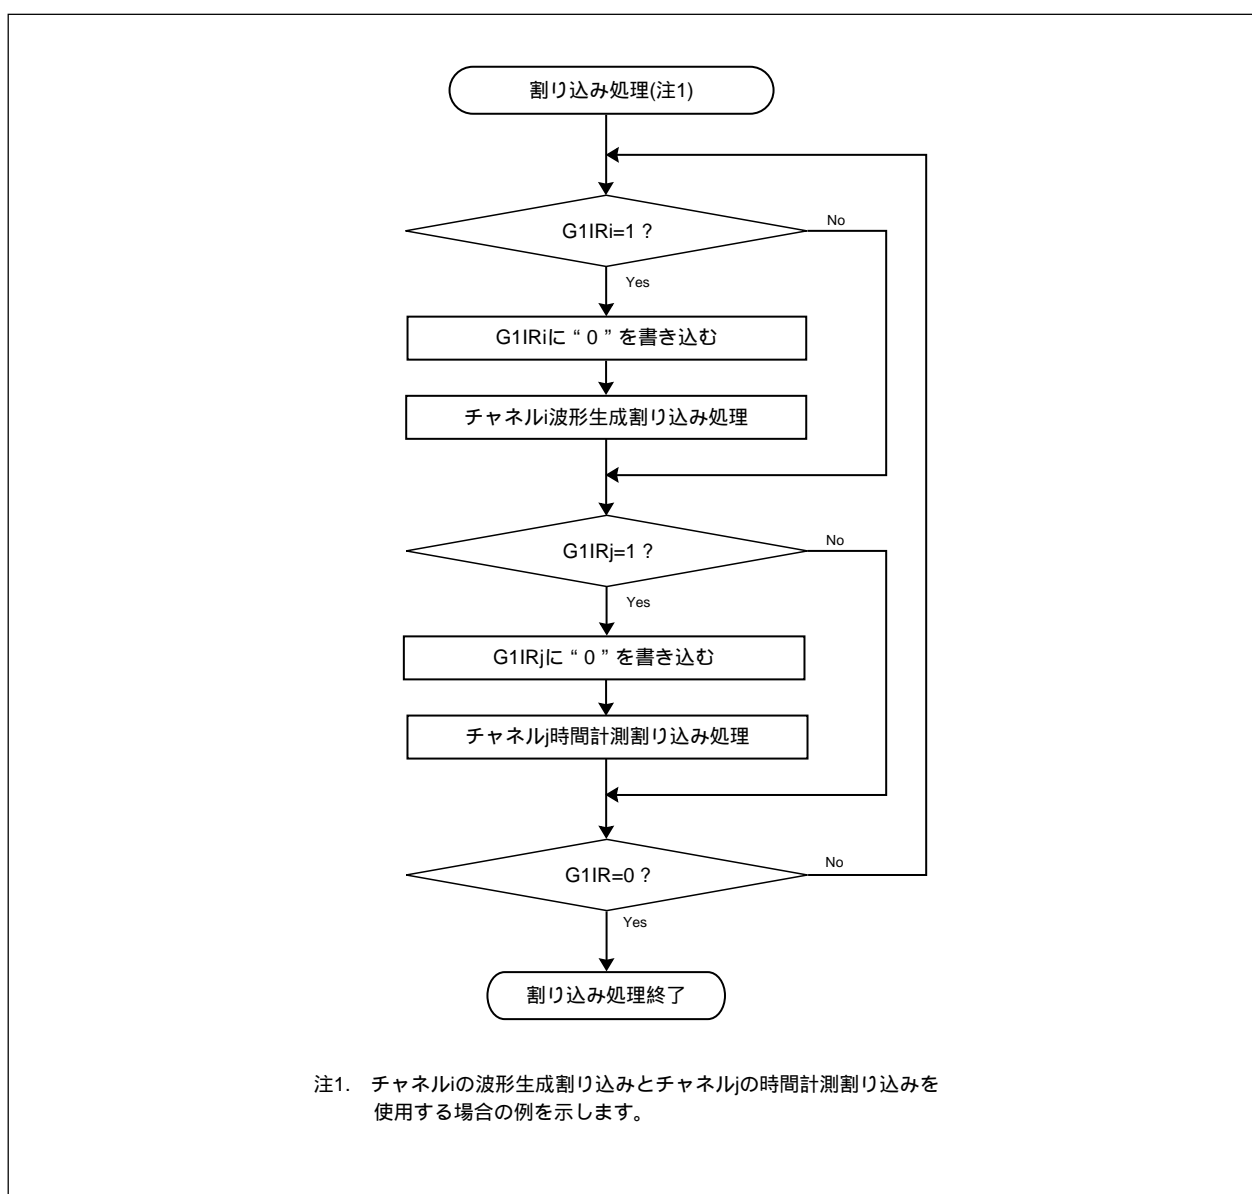 割り込み処理(注1)
G1IRi=1 ?
No
Yes
G1IRiに “ 0 ” を書き込む
チャネルi波形生成割り込み処理
G1IRj=1 ?
No
Yes
G1IRjに “ 0 ” を書き込む
チャネルj時間計測割り込み処理
G1IR=0 ?
No
Yes
割り込み処理終了
注1. チャネルiの波形生成割り込みとチャネルjの時間計測割り込みを
使用する場合の例を示します。